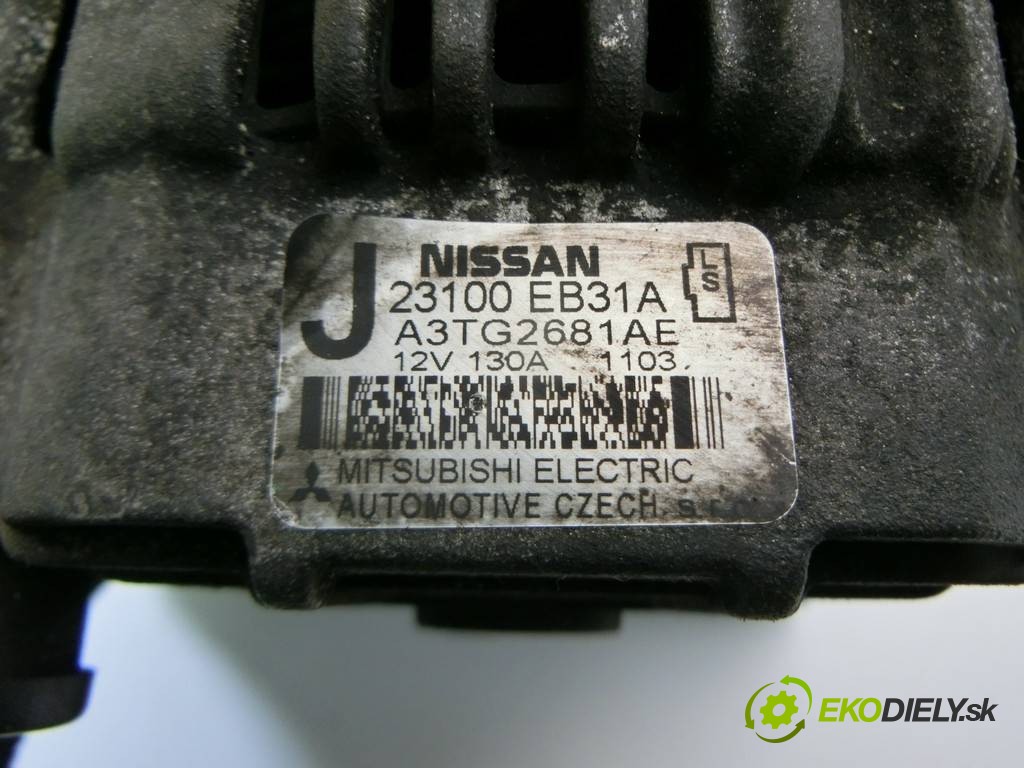 J
NISSAN
23100 EB31A
L
S
A3TG2681AE
12V 130A 1103
MITSUBISHI ELECTRIC
AUTOMOTIVE CZECH. s.r.o.
EKODIELY.sk